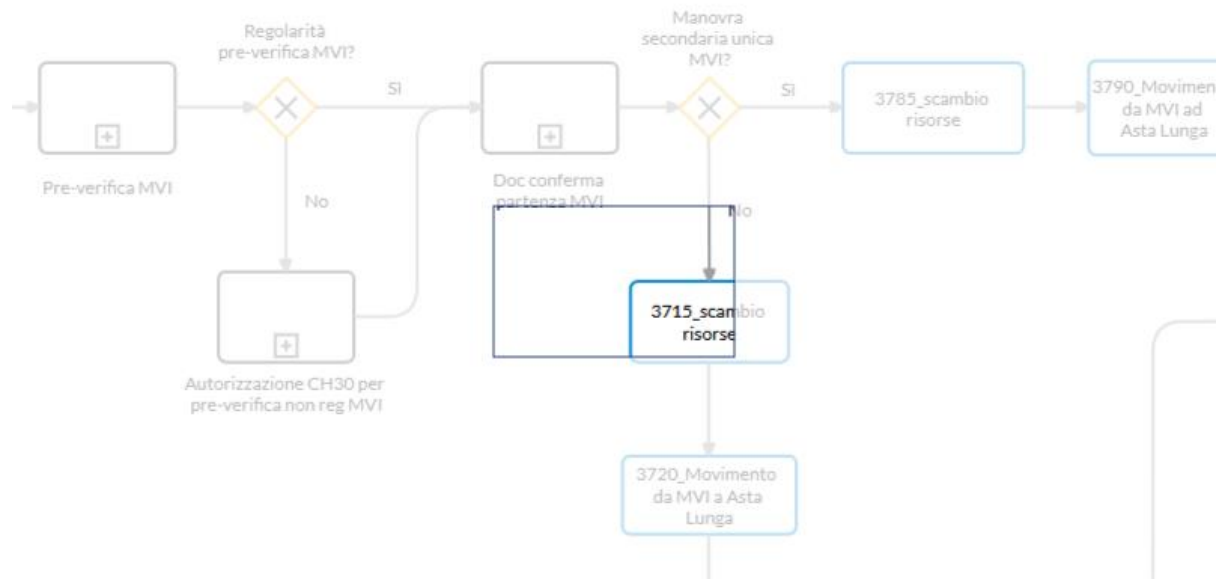 Regolarità
pre-verifica MVI?
Manovra
secondaria unica
MVI?
Sì
Sì
3785_scambio
risorse
3790_Movimen
da MVI ad
Asta Lunga
Pre-verifica MVI
No
Doc conferma
partenza MVI
No
3715_scambio
risorse
Autorizzazione CH30 per
pre-verifica non reg MVI
3720_Movimento
da MVI a Asta
Lunga